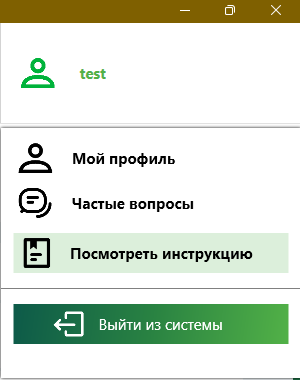 test
Мой профиль
Частые вопросы
Посмотреть инструкцию
Выйти из системы